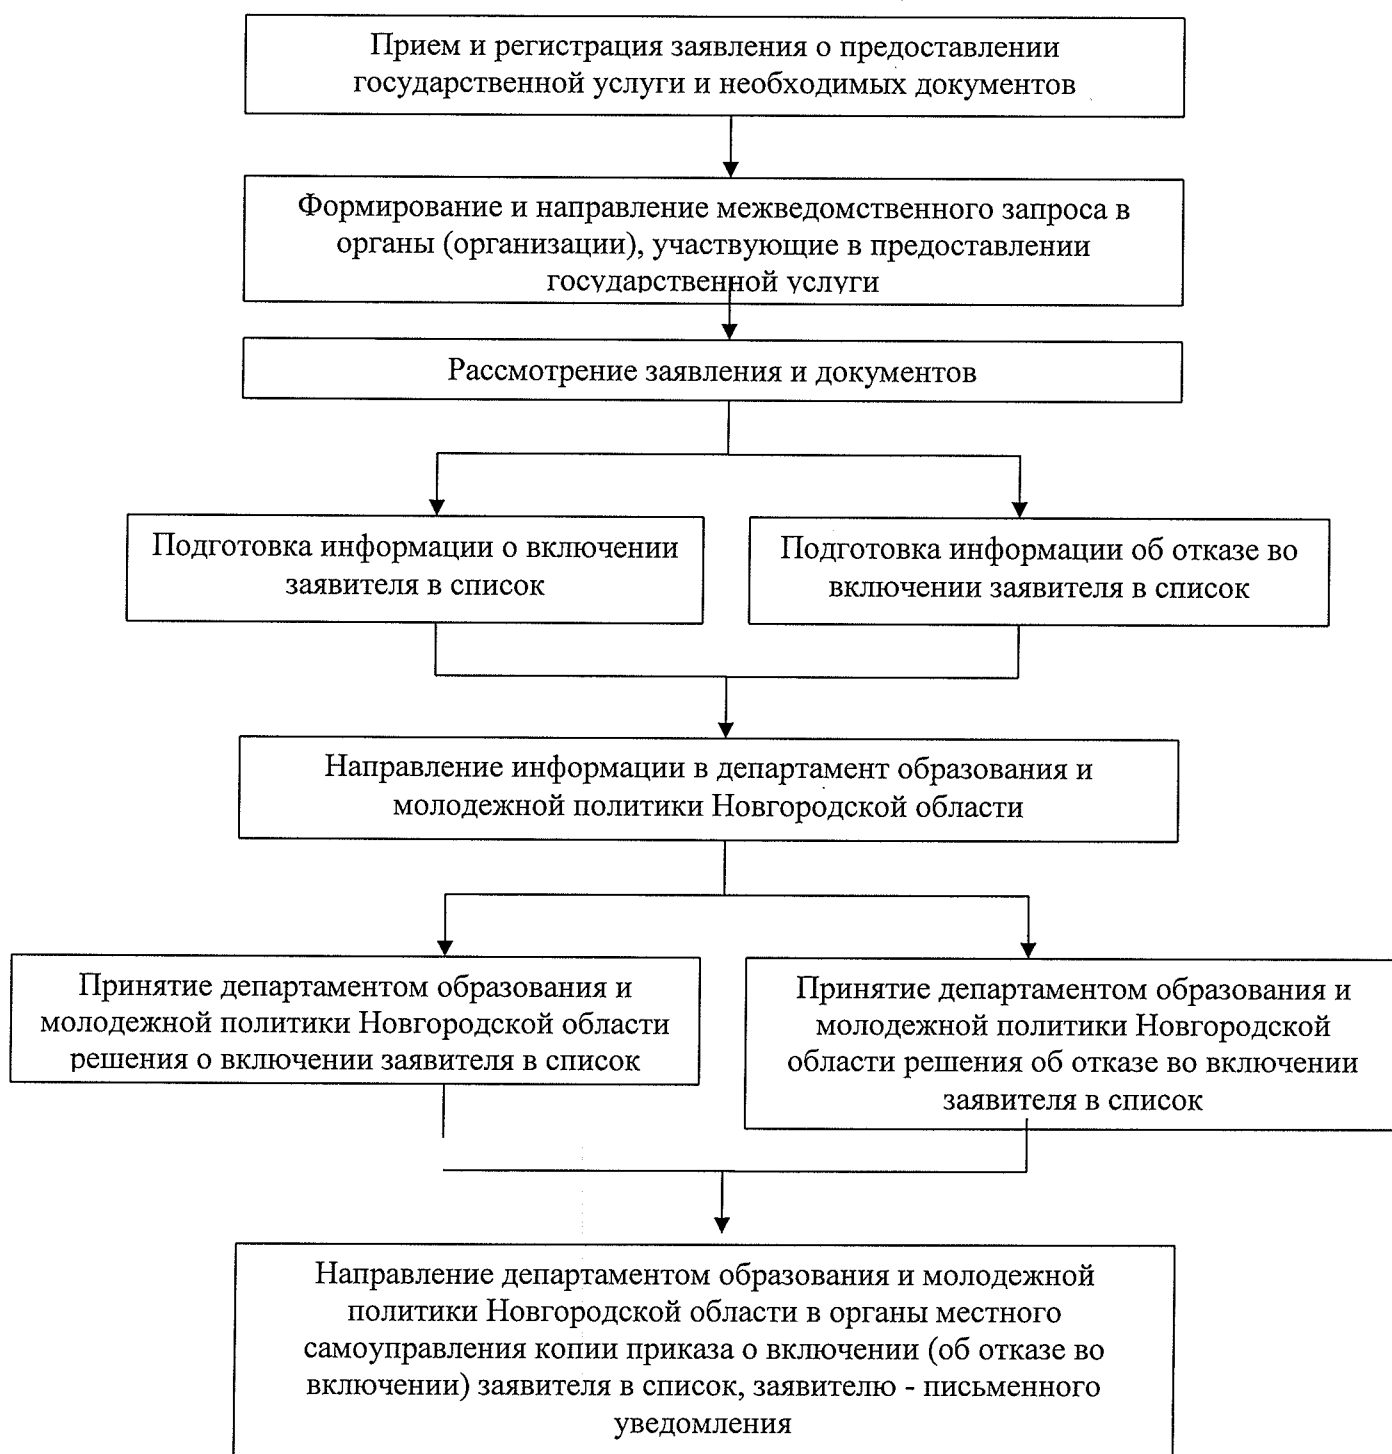 Прием и регистрация заявления о предоставлении
государственной услуги и необходимых документов
Формирование и направление межведомственного запроса в
органы (организации), участвующие в предоставлении
государственной услуги
Рассмотрение заявления и документов
Подготовка информации о включении
заявителя в список
Подготовка информации об отказе во
включении заявителя в список
Направление информации в департамент образования и
молодежной политики Новгородской области
Принятие департаментом образования и
молодежной политики Новгородской области
решения о включении заявителя в список
Принятие департаментом образования и
молодежной политики Новгородской
области решения об отказе во включении
заявителя в список
Направление департаментом образования и молодежной
политики Новгородской области в органы местного
самоуправления копии приказа о включении (об отказе во
включении) заявителя в список, заявителю - письменного
уведомления